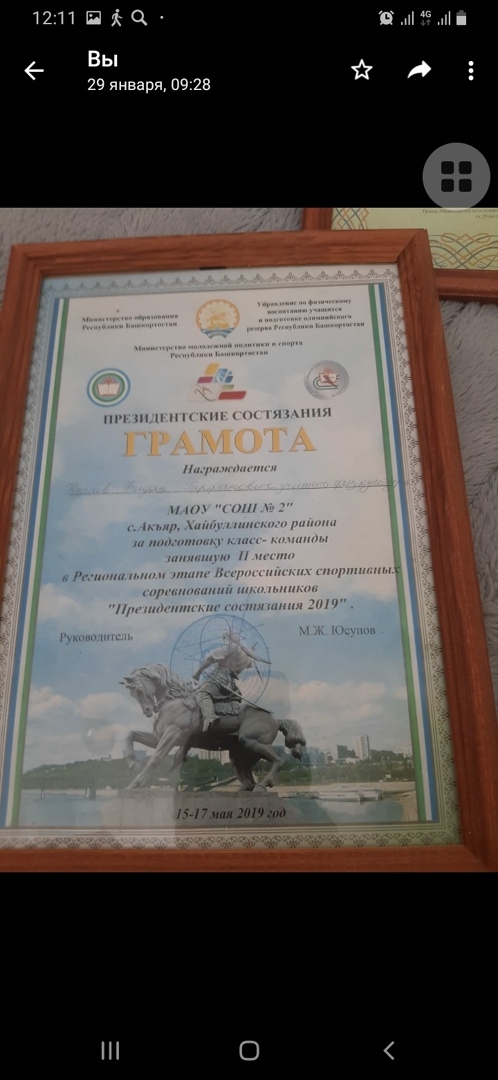 12:11
4G
Вы
29 января, 09:28
Министерство образования
Республики Башкортостан
Управление по физическому
воспитанию учащихся
и подготовке олимпийского
резерва Республики Башкортостан
Министерство молодежной политики и спорта
Республики Башкортостан
ПРЕЗИДЕНТСКИЕ СОСТЯЗАНИЯ
ГРАМОТА
Награждается
учитель физкультуры
МАОУ "СОШ № 2"
с.Акъяр, Хайбуллинского района
за подготовку класс- команды
занявшую II место
в Региональном этапе Всероссийских спортивных
соревнований школьников
"Президентские состязания 2019" .
Руководитель
М.Ж. Юсупов
15-17 мая 2019 год